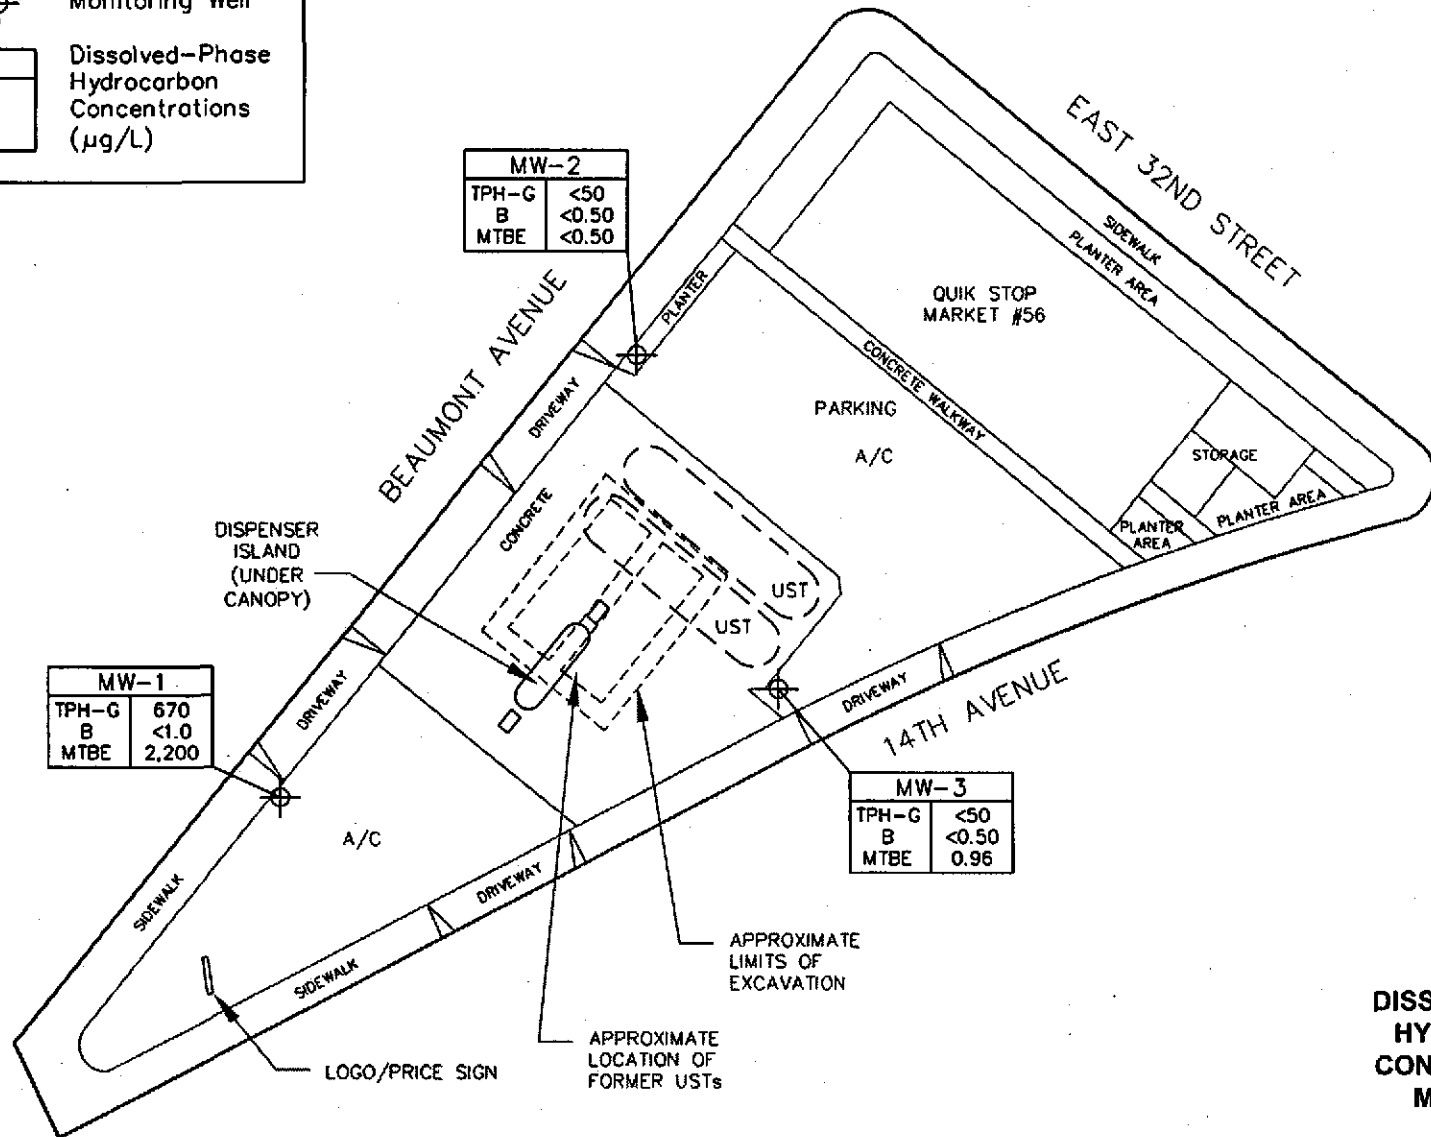 Monitoring Well
Dissolved-Phase
Hydrocarbon
Concentrations
(µg/L)
EAST 32ND STREET
SIDEWALK
PLANTER AREA
MW-2
TPH-G <50
B <0.50
MTBE <0.50
PLANTER
QUIK STOP
MARKET #56
BEAUMONT AVENUE
CONCRETE WALKWAY
DRIVEWAY
PARKING
A/C
STORAGE
PLANTER AREA
PLANTER
AREA
CONCRETE
DISPENSER
ISLAND
(UNDER
CANOPY)
UST
UST
MW-1
TPH-G 670
B <1.0
MTBE 2,200
DRIVEWAY
DRIVEWAY
14TH AVENUE
MW-3
TPH-G <50
B <0.50
MTBE 0.96
A/C
DRIVEWAY
SIDEWALK
SIDEWALK
APPROXIMATE
LIMITS OF
EXCAVATION
APPROXIMATE
LOCATION OF
FORMER USTs
LOGO/PRICE SIGN
DISS
HY
CON
M